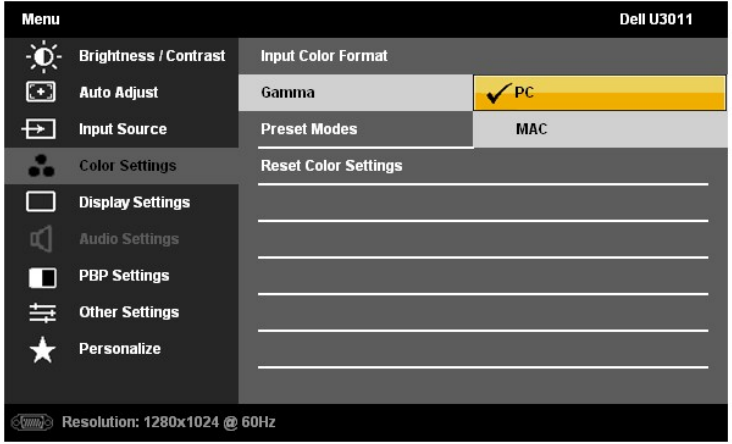 Menu Dell U3011
Brightness / Contrast Input Color Format
Auto Adjust Gamma PC
Input Source Preset Modes MAC
Color Settings Reset Color Settings
Display Settings
Audio Settings
PBP Settings
Other Settings
Personalize
Resolution: 1280x1024 @ 60Hz